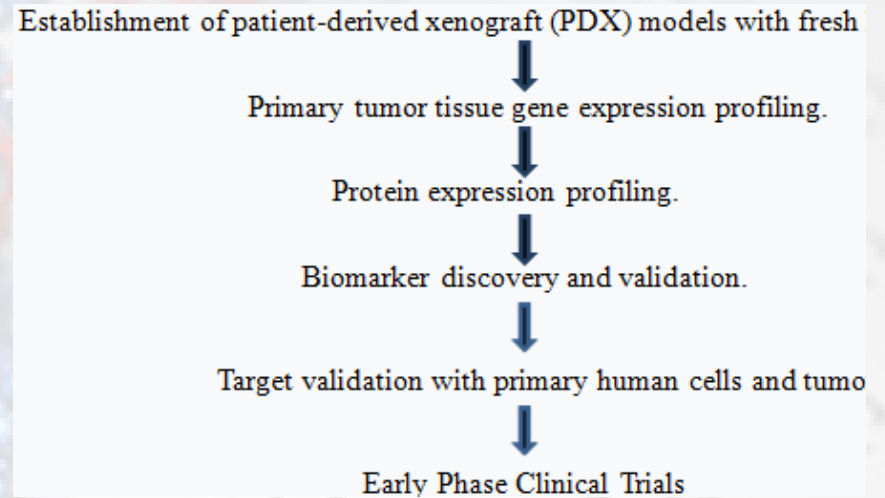 Establishment of patient-derived xenograft (PDX) models with fresh
Primary tumor tissue gene expression profiling.
Protein expression profiling.
Biomarker discovery and validation.
Target validation with primary human cells and tumo
Early Phase Clinical Trials